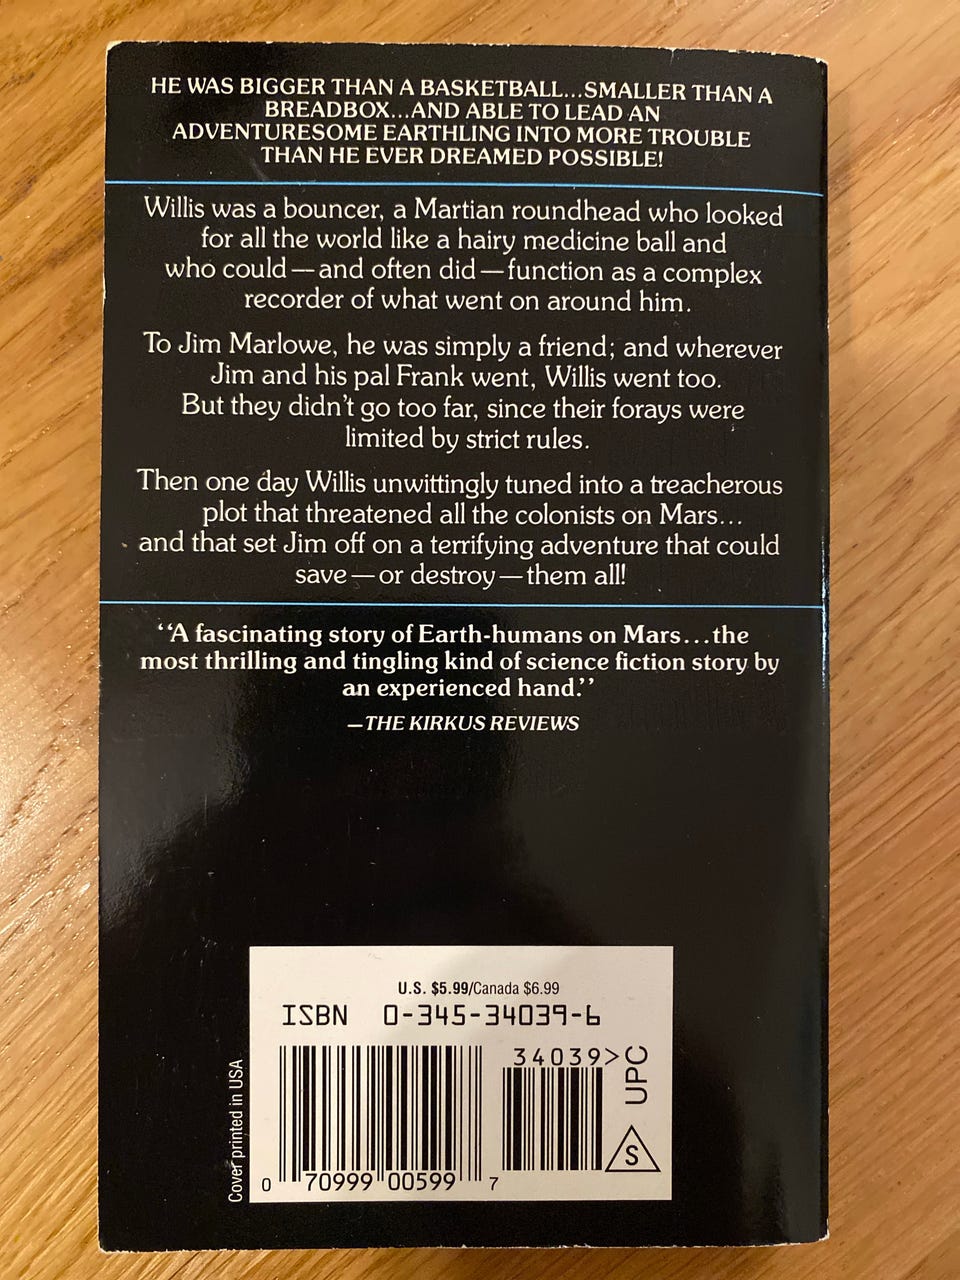 HE WAS BIGGER THAN A BASKETBALL...SMALLER THAN A
BREADBOX...AND ABLE TO LEAD AN
ADVENTURESOME EARTHLING INTO MORE TROUBLE
THAN HE EVER DREAMED POSSIBLE!
Willis was a bouncer, a Martian roundhead who looked
for all the world like a hairy medicine ball and
who could—and often did—function as a complex
recorder of what went on around him.
To Jim Marlowe, he was simply a friend; and wherever
Jim and his pal Frank went, Willis went too.
But they didn't go too far, since their forays were
limited by strict rules.
Then one day Willis unwittingly tuned into a treacherous
plot that threatened all the colonists on Mars...
and that set Jim off on a terrifying adventure that could
save—or destroy—them all!
‘‘A fascinating story of Earth-humans on Mars...the
most thrilling and tingling kind of science fiction story by
an experienced hand.’’
—THE KIRKUS REVIEWS
U.S. $5.99/Canada $6.99
ISBN 0-345-34039-6
34039>
UPC
S
0 70999 00599 7
Cover printed in USA